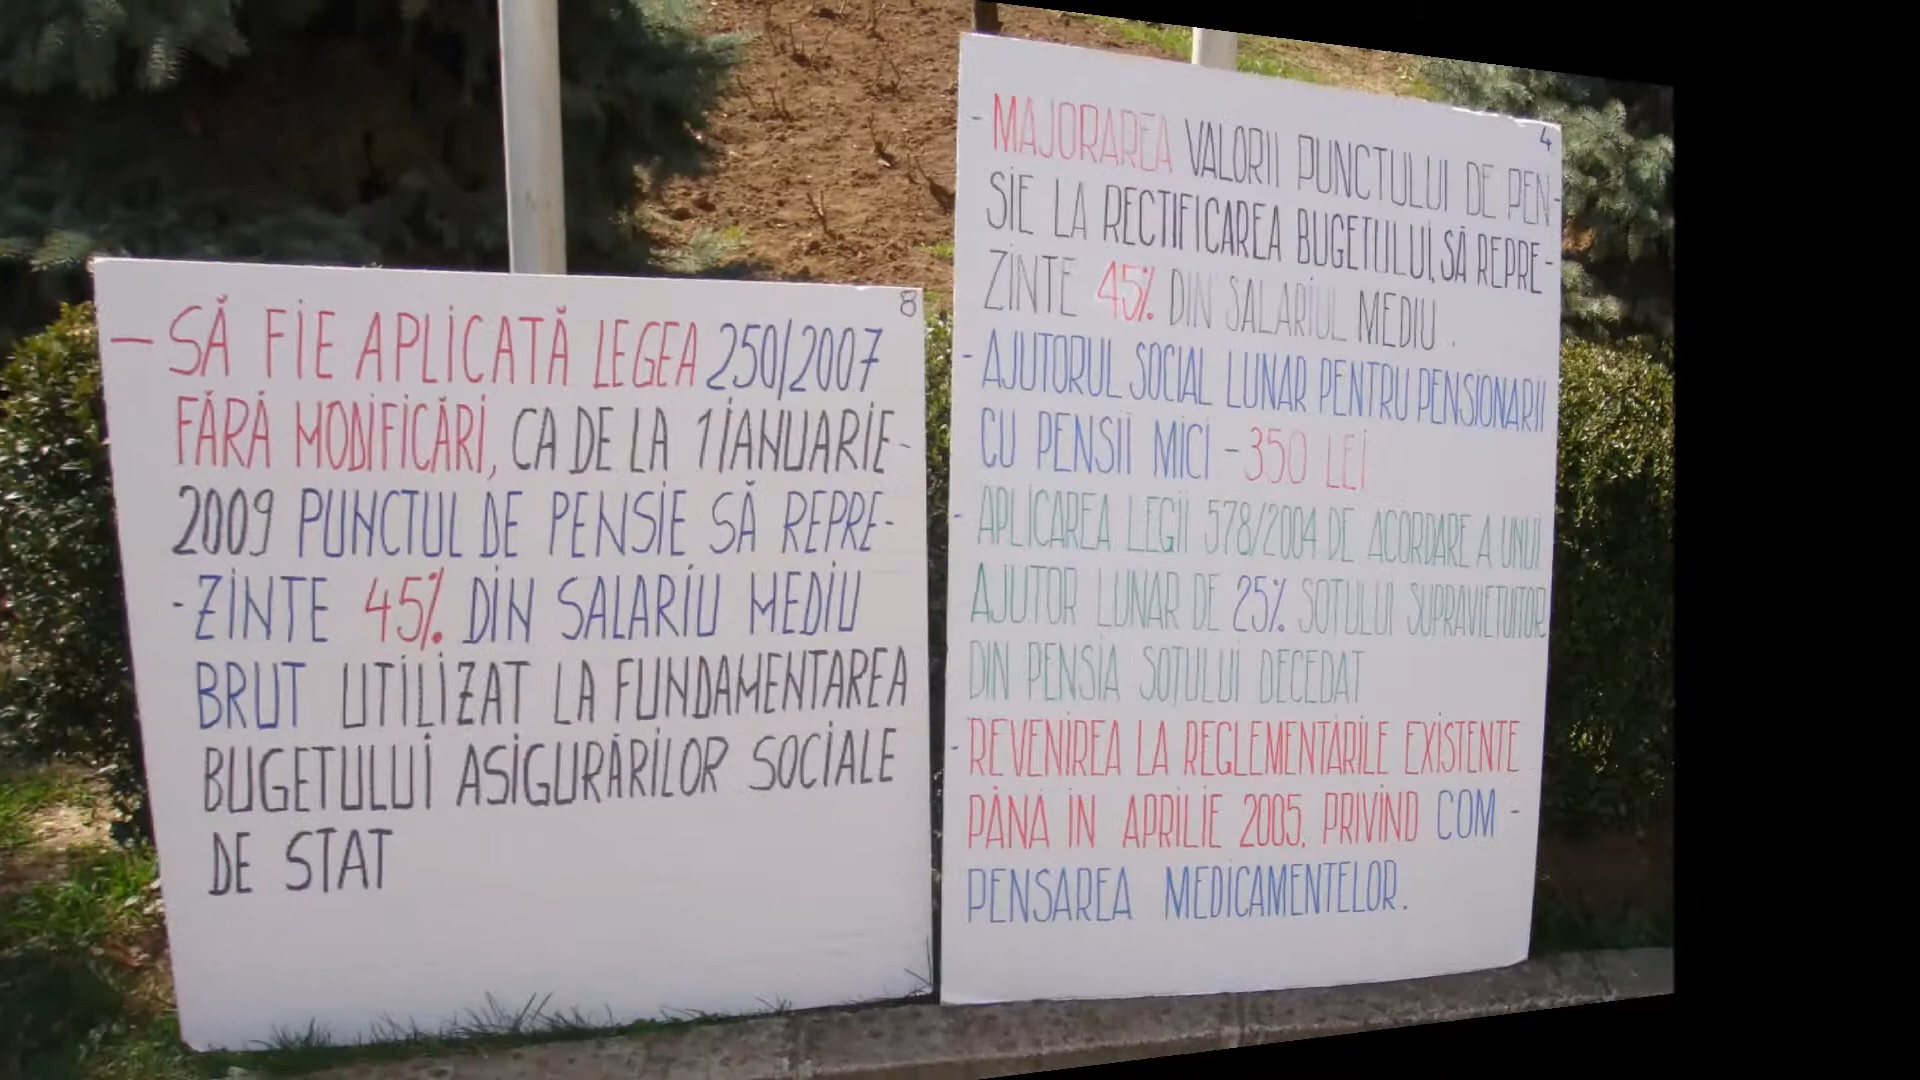 8
— SĂ FIE APLICATĂ LEGEA 250/2007
FĂRĂ MODIFICĂRI, CA DE LA 1 IANUARIE -
2009 PUNCTUL DE PENSIE SĂ REPRE-
-ZINTE 45% DIN SALARIU MEDIU
BRUT UTILIZAT LA FUNDAMENTAREA
BUGETULUI ASIGURĂRILOR SOCIALE
DE STAT
4
- MAJORAREA VALORII PUNCTULUI DE PEN-
SIE LA RECTIFICAREA BUGETULUI, SĂ REPRE-
ZINTE 45% DIN SALARIUL MEDIU.
- AJUTORUL SOCIAL LUNAR PENTRU PENSIONARII
CU PENSII MICI - 350 LEI
- APLICAREA LEGII 578/2004 DE ACORDARE A UNUI
AJUTOR LUNAR DE 25% SOTULUI SUPRAVIETUITOR
DIN PENSIA SOȚULUI DECEDAT
- REVENIREA LA REGLEMENTĂRILE EXISTENTE
PÂNĂ IN APRILIE 2005, PRIVIND COM -
PENSAREA MEDICAMENTELOR.